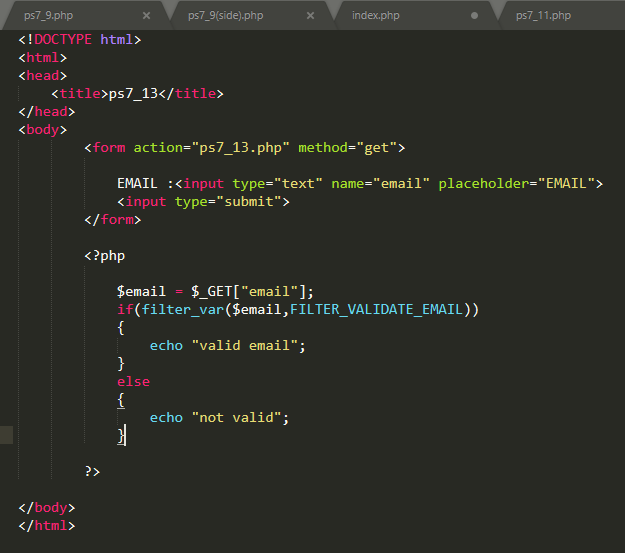 ps7_9.php × ps7_9(side).php × index.php ps7_11.php
<!DOCTYPE html>
<html>
<head>
    <title>ps7_13</title>
</head>
<body>
        <form action="ps7_13.php" method="get">
            EMAIL :<input type="text" name="email" placeholder="EMAIL">
            <input type="submit">
        </form>
        <?php
            $email = $_GET["email"];
            if(filter_var($email,FILTER_VALIDATE_EMAIL))
            {
                echo "valid email";
            }
            else
            {
                echo "not valid";
            }
        ?>
</body>
</html>